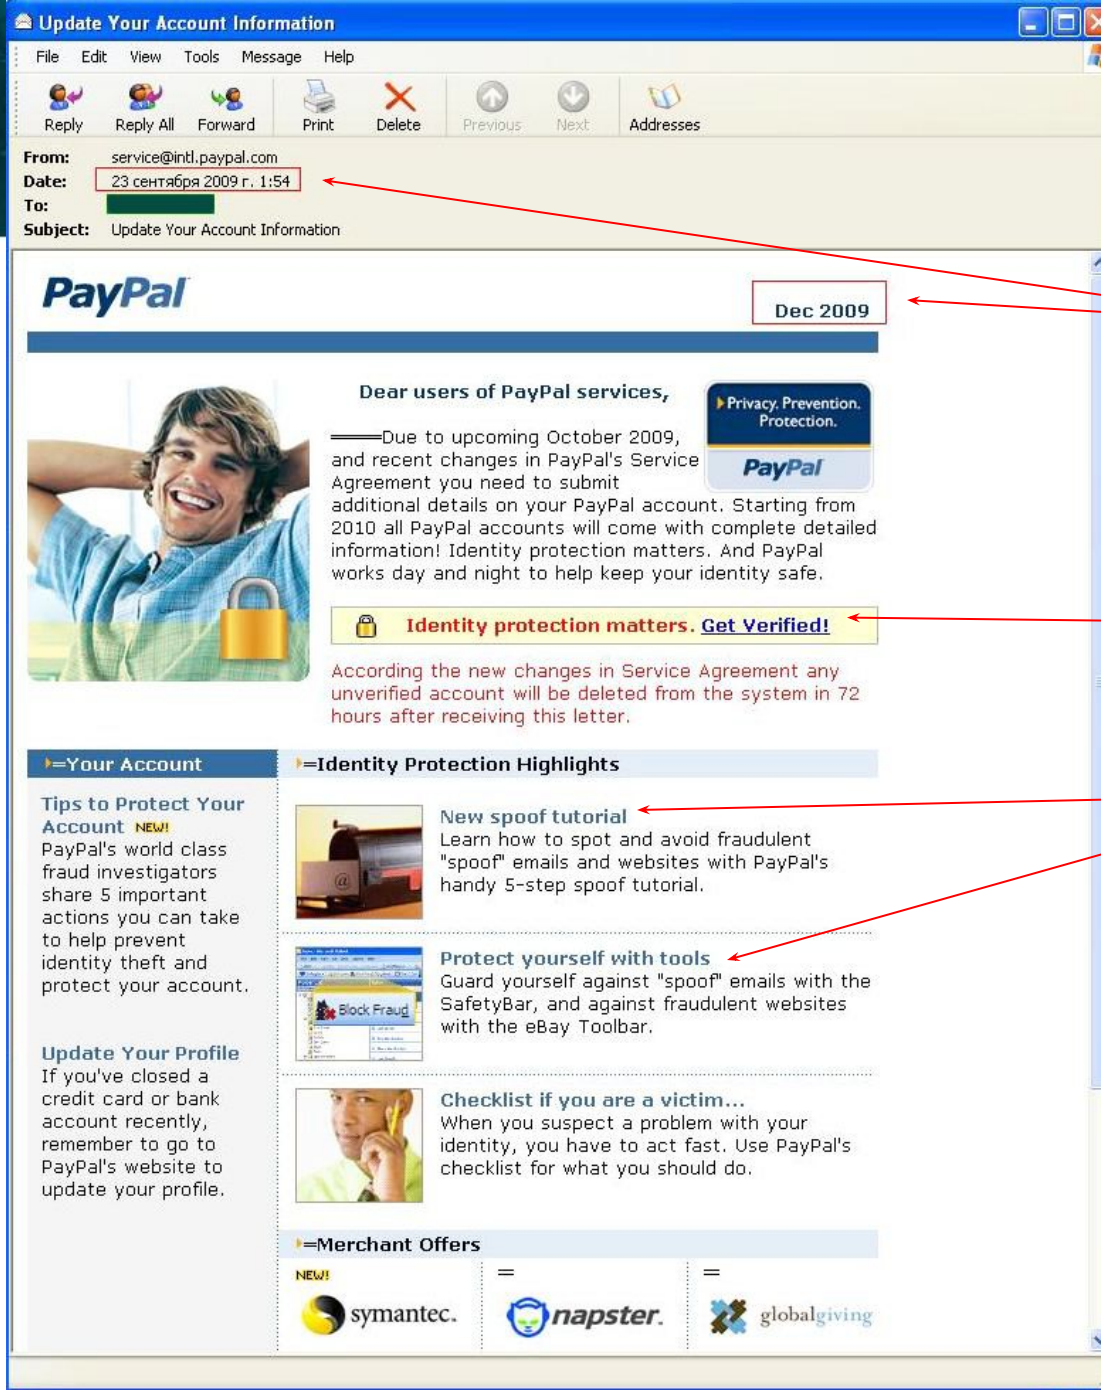 Update Your Account Information
File Edit View Tools Message Help
Reply Reply All Forward Print Delete Previous Next Addresses
From: service@intl.paypal.com
Date: 23 сентября 2009 г. 1:54
To:
Subject: Update Your Account Information
PayPal
Dec 2009
Dear users of PayPal services,
Privacy. Prevention.
Protection.
PayPal
====Due to upcoming October 2009,
and recent changes in PayPal's Service
Agreement you need to submit
additional details on your PayPal account. Starting from
2010 all PayPal accounts will come with complete detailed
information! Identity protection matters. And PayPal
works day and night to help keep your identity safe.
Identity protection matters. Get Verified!
According the new changes in Service Agreement any
unverified account will be deleted from the system in 72
hours after receiving this letter.
=Your Account
Tips to Protect Your
Account NEW!
PayPal's world class
fraud investigators
share 5 important
actions you can take
to help prevent
identity theft and
protect your account.
Update Your Profile
If you've closed a
credit card or bank
account recently,
remember to go to
PayPal's website to
update your profile.
=Identity Protection Highlights
New spoof tutorial
Learn how to spot and avoid fraudulent
"spoof" emails and websites with PayPal's
handy 5-step spoof tutorial.
Block Fraud
Protect yourself with tools
Guard yourself against "spoof" emails with the
SafetyBar, and against fraudulent websites
with the eBay Toolbar.
Checklist if you are a victim...
When you suspect a problem with your
identity, you have to act fast. Use PayPal's
checklist for what you should do.
=Merchant Offers
NEW! = =
symantec. napster. globalgiving